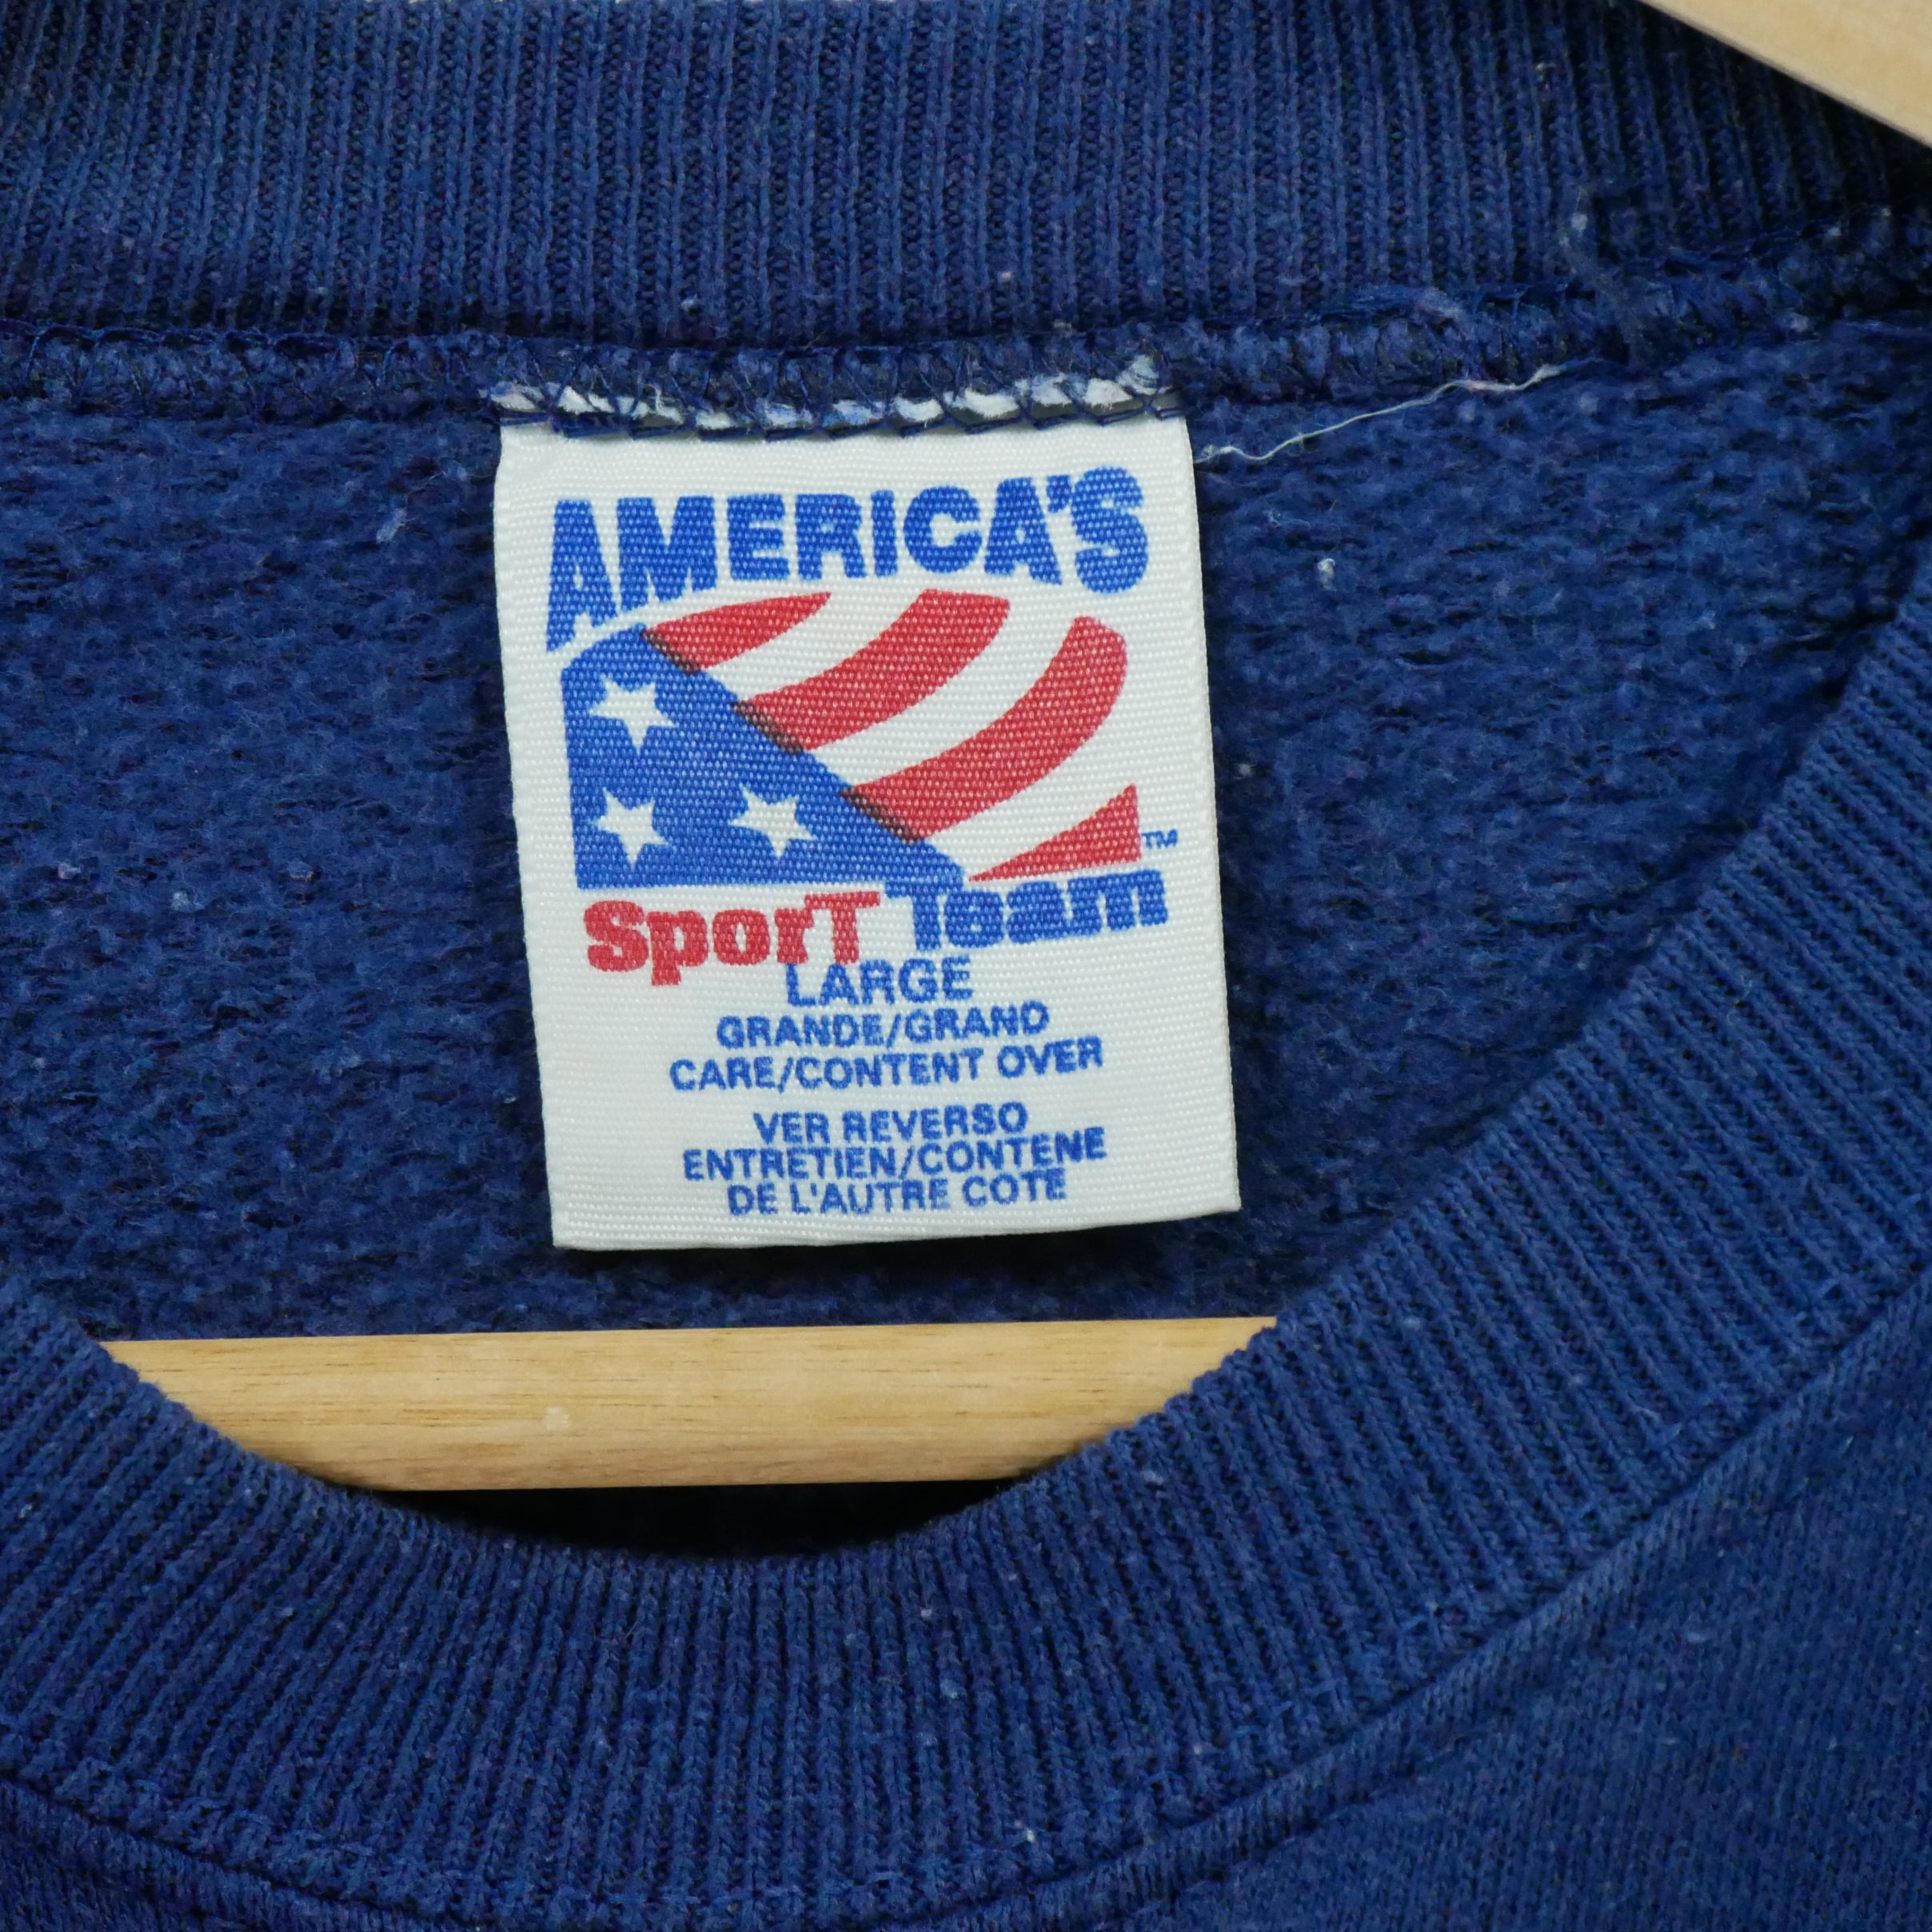 AMERICA'S
TM
SporT Team
LARGE
GRANDE/GRAND
CARE/CONTENT OVER
VER REVERSO
ENTRETIEN/CONTENE
DE L'AUTRE COTE